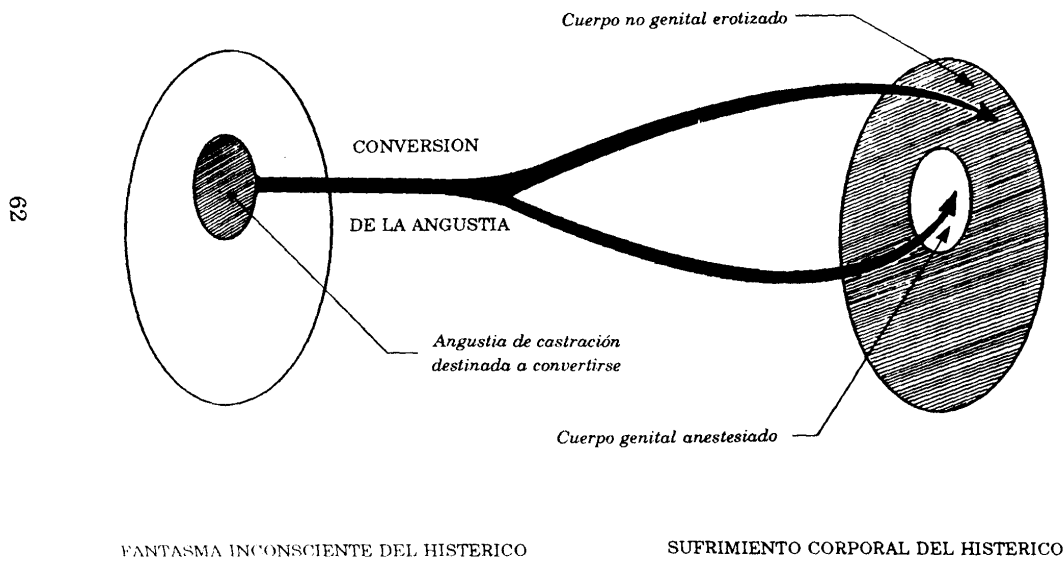 Cuerpo no genital erotizado
CONVERSION
DE LA ANGUSTIA
62
Angustia de castración
destinada a convertirse
Cuerpo genital anestesiado
FANTASMA INCONSCIENTE DEL HISTERICO
SUFRIMIENTO CORPORAL DEL HISTERICO